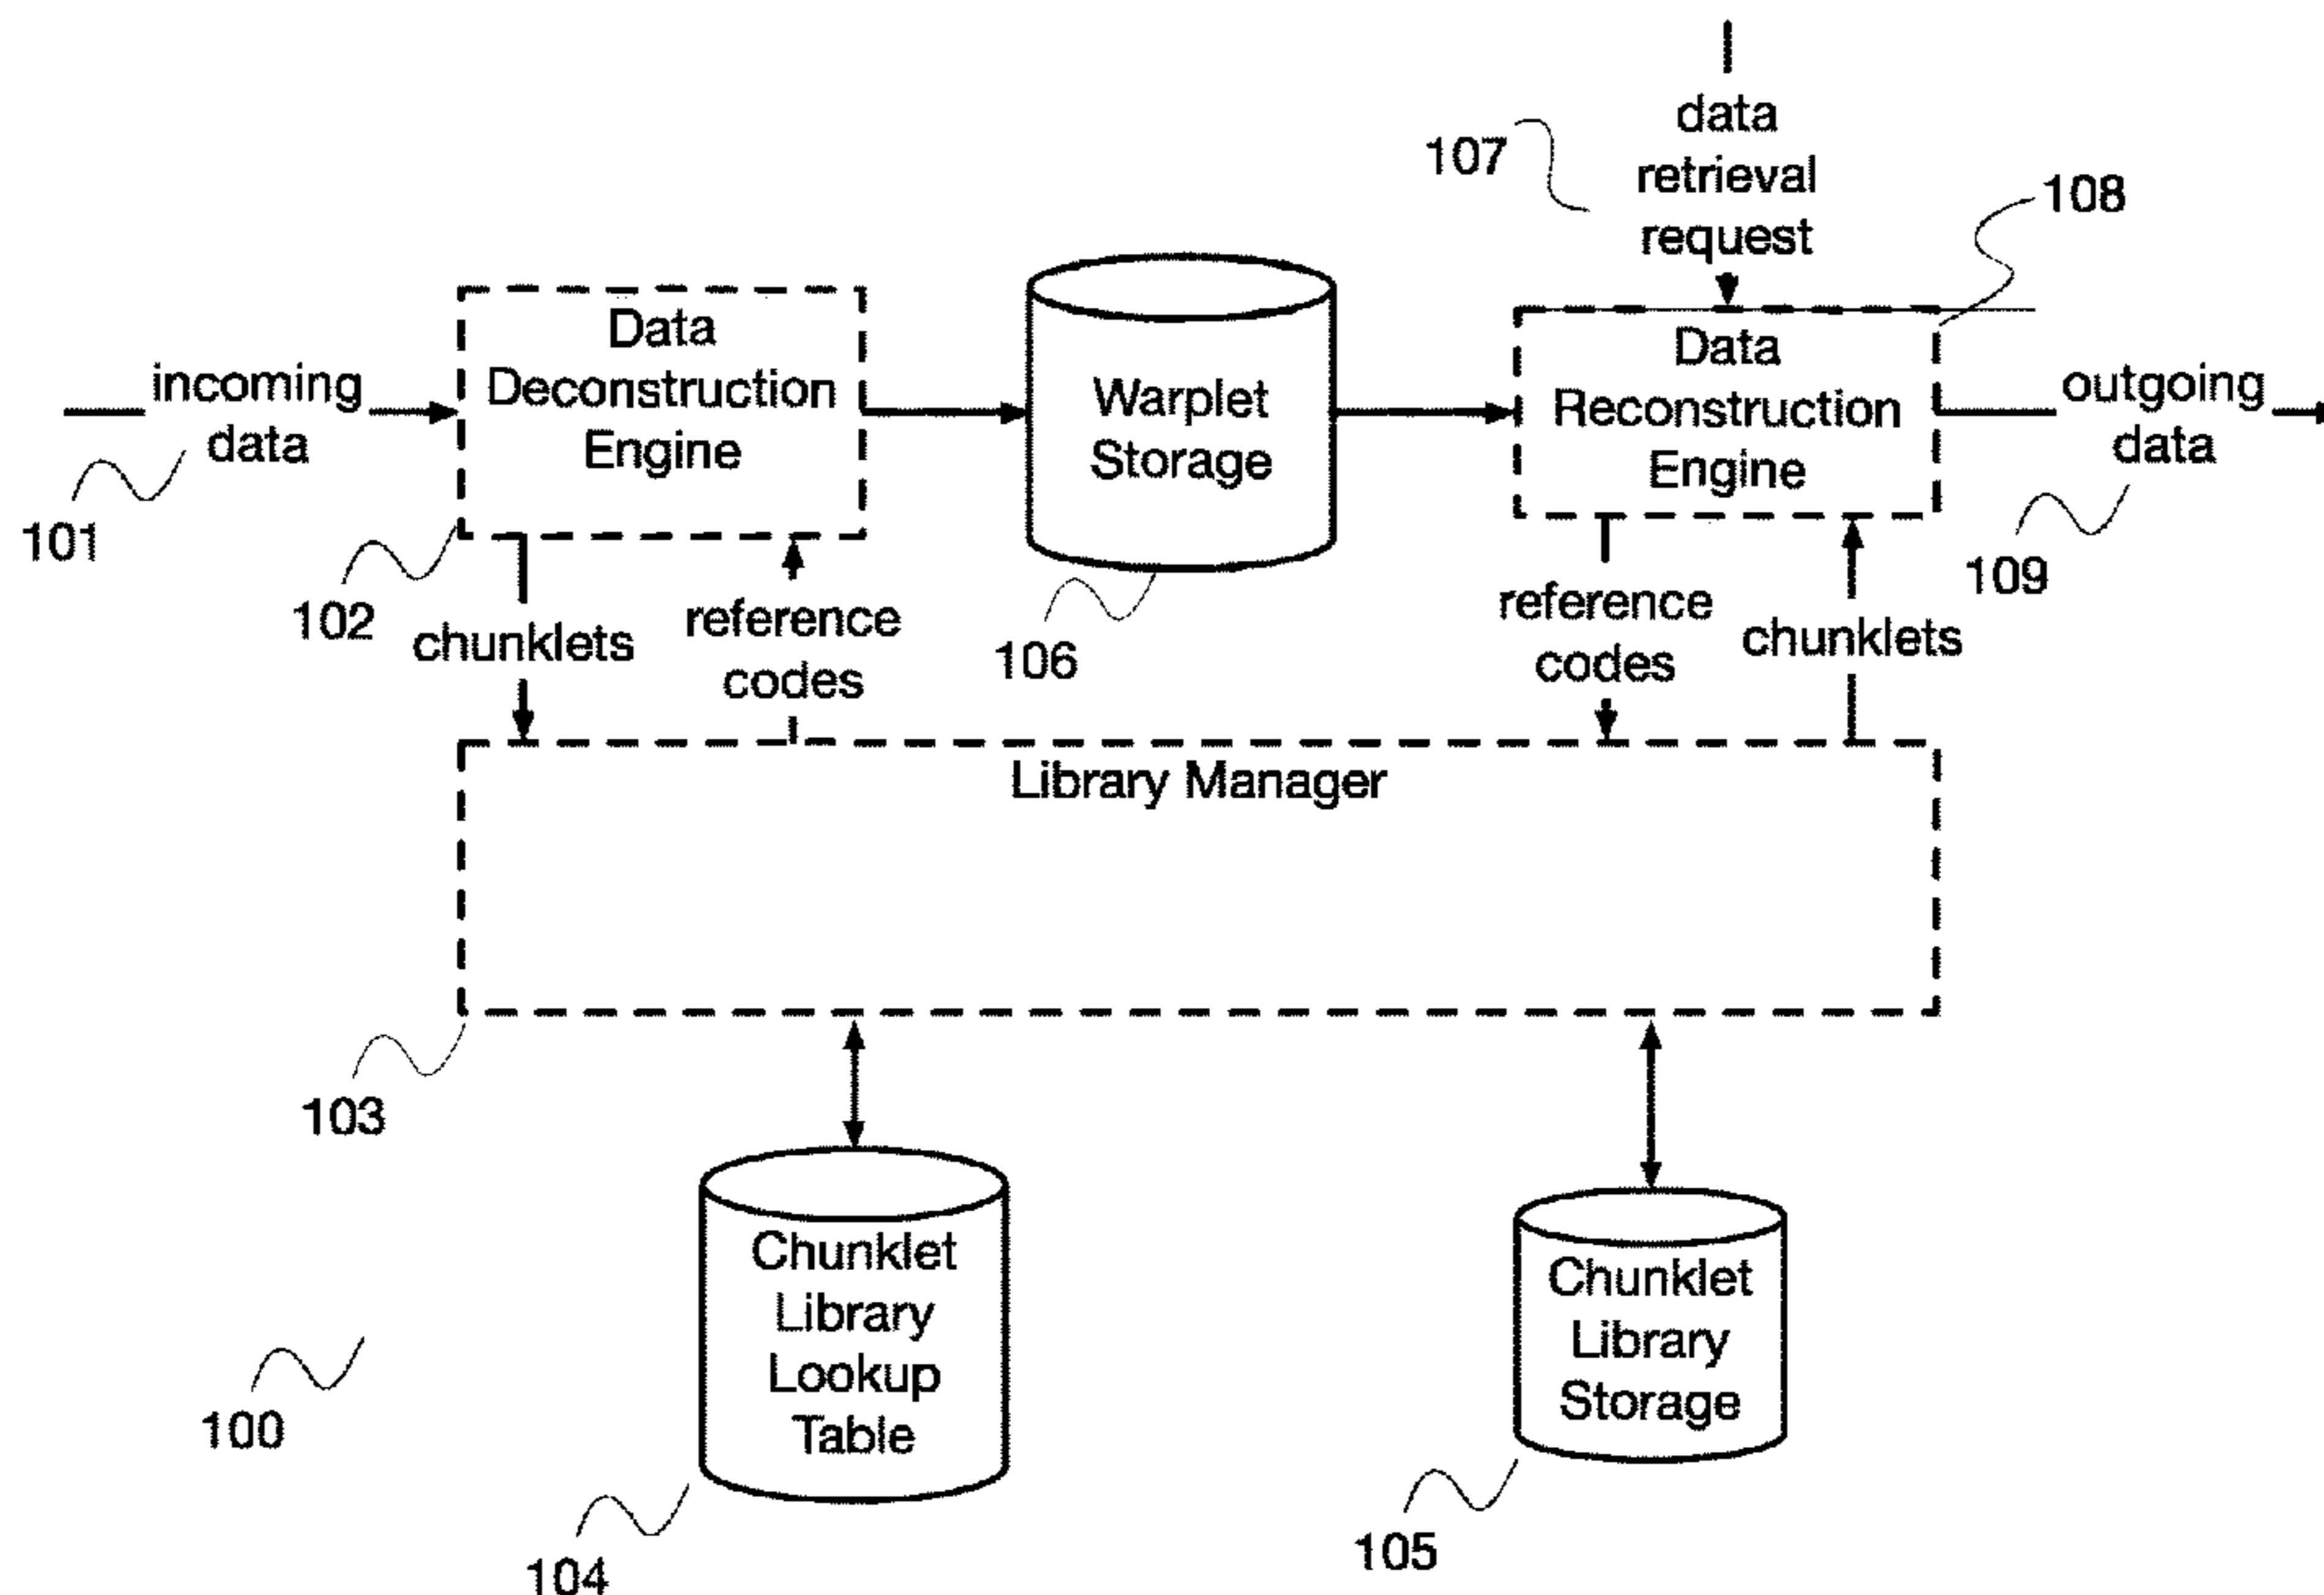 data
retrieval
request
107
108
Data
Deconstruction
Engine
Warplet
Storage
Data
Reconstruction
Engine
incoming
data
outgoing
data
101
102
106
109
chunklets
reference
codes
reference
codes
chunklets
Library Manager
103
Chunklet
Library
Lookup
Table
Chunklet
Library
Storage
100
104
105